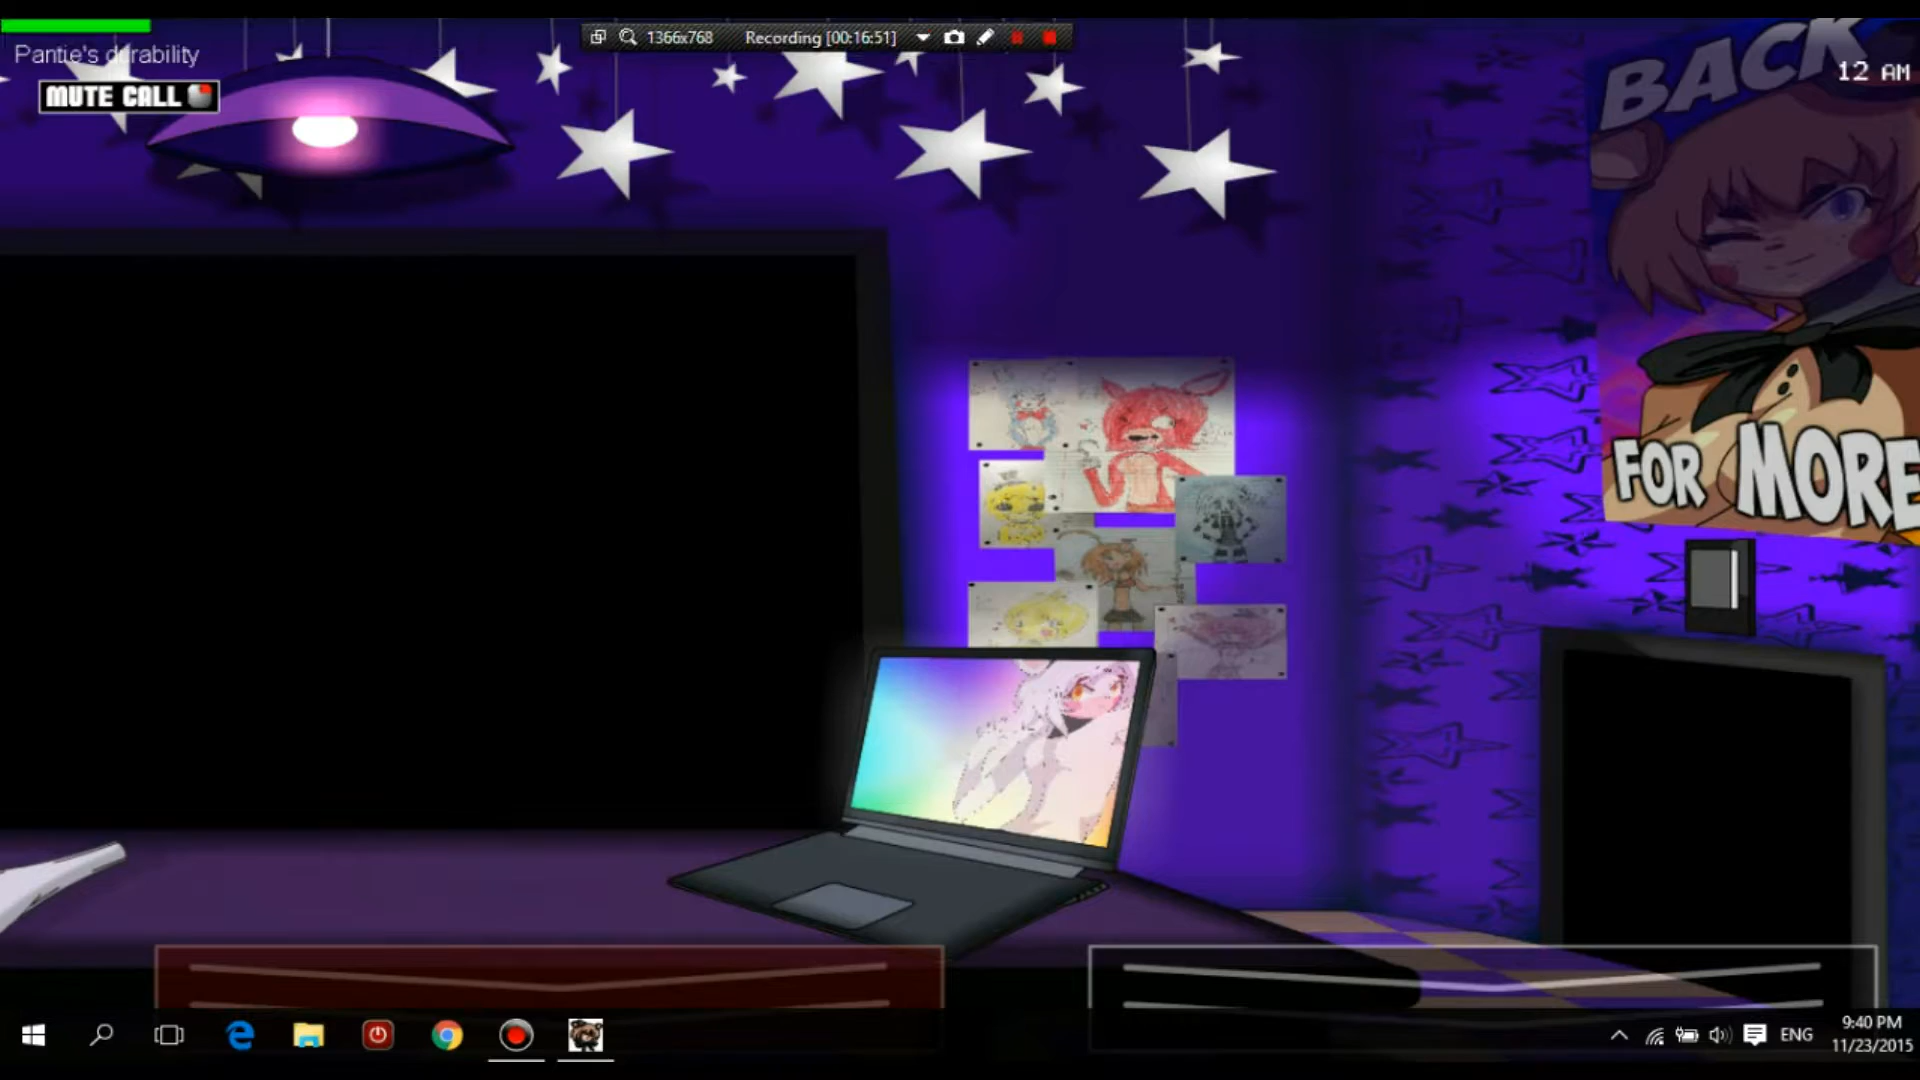 1366x768 Recording [00:16:51]
Pantie's durability
MUTE CALL
BACK
12 AM
FOR MORE
ENG
9:40 PM
11/23/2015